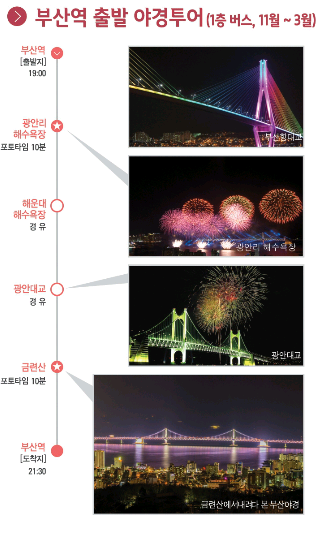 부산역 출발 야경투어 (1층 버스, 11월 ~ 3월)
부산역
[출발지]
19:00
부산항대교
광안리
해수욕장
포토타임 10분
광안리 해수욕장
해운대
해수욕장
경 유
광안대교
경 유
광안대교
금련산
포토타임 10분
금련산에서 내려다 본 부산야경
부산역
[도착지]
21:30